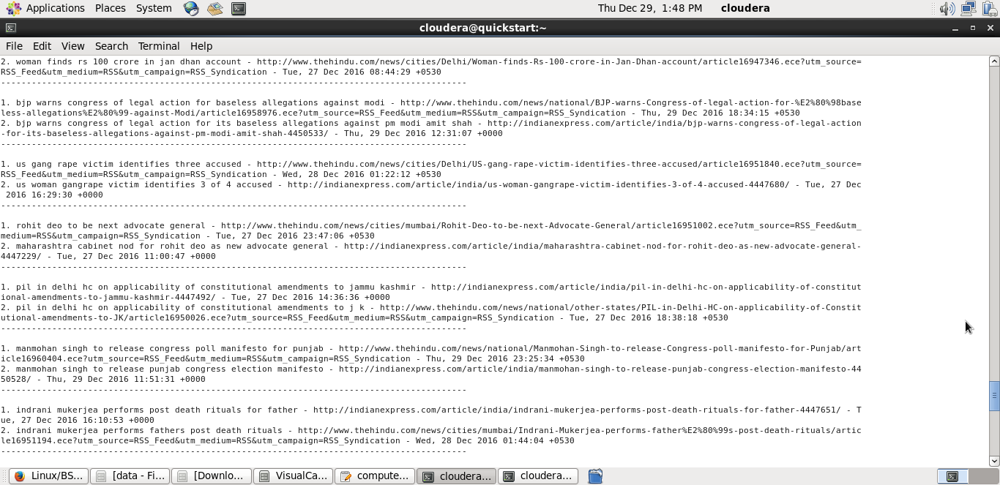 Applications Places System Thu Dec 29, 1:48 PM cloudera
cloudera@quickstart:~
File Edit View Search Terminal Help
2. woman finds rs 100 crore in jan dhan account - http://www.thehindu.com/news/cities/Delhi/Woman-finds-Rs-100-crore-in-Jan-Dhan-account/article16947346.ece?utm_source=
RSS_Feed&utm_medium=RSS&utm_campaign=RSS_Syndication - Tue, 27 Dec 2016 08:44:29 +0530
--------------------------------------------------------------------------------
1. bjp warns congress of legal action for baseless allegations against modi - http://www.thehindu.com/news/national/BJP-warns-Congress-of-legal-action-for-%E2%80%98base
less-allegations%E2%80%99-against-Modi/article16958976.ece?utm_source=RSS_Feed&utm_medium=RSS&utm_campaign=RSS_Syndication - Thu, 29 Dec 2016 18:34:15 +0530
2. bjp warns congress of legal action for its baseless allegations against pm modi amit shah - http://indianexpress.com/article/india/bjp-warns-congress-of-legal-action
-for-its-baseless-allegations-against-pm-modi-amit-shah-4450533/ - Thu, 29 Dec 2016 12:31:07 +0000
--------------------------------------------------------------------------------
1. us gang rape victim identifies three accused - http://www.thehindu.com/news/cities/Delhi/US-gang-rape-victim-identifies-three-accused/article16951840.ece?utm_source=
RSS_Feed&utm_medium=RSS&utm_campaign=RSS_Syndication - Wed, 28 Dec 2016 01:22:12 +0530
2. us woman gangrape victim identifies 3 of 4 accused - http://indianexpress.com/article/india/us-woman-gangrape-victim-identifies-3-of-4-accused-4447680/ - Tue, 27 Dec
2016 16:29:30 +0000
--------------------------------------------------------------------------------
1. rohit deo to be next advocate general - http://www.thehindu.com/news/cities/mumbai/Rohit-Deo-to-be-next-Advocate-General/article16951002.ece?utm_source=RSS_Feed&utm_
medium=RSS&utm_campaign=RSS_Syndication - Tue, 27 Dec 2016 23:47:06 +0530
2. maharashtra cabinet nod for rohit deo as new advocate general - http://indianexpress.com/article/india/maharashtra-cabinet-nod-for-rohit-deo-as-new-advocate-general-
4447229/ - Tue, 27 Dec 2016 11:00:47 +0000
--------------------------------------------------------------------------------
1. pil in delhi hc on applicability of constitutional amendments to jammu kashmir - http://indianexpress.com/article/india/pil-in-delhi-hc-on-applicability-of-constitut
ional-amendments-to-jammu-kashmir-4447492/ - Tue, 27 Dec 2016 14:36:36 +0000
2. pil in delhi hc on applicability of constitutional amendments to j k - http://www.thehindu.com/news/national/other-states/PIL-in-Delhi-HC-on-applicability-of-Constit
utional-amendments-to-JK/article16950026.ece?utm_source=RSS_Feed&utm_medium=RSS&utm_campaign=RSS_Syndication - Tue, 27 Dec 2016 18:38:18 +0530
--------------------------------------------------------------------------------
1. manmohan singh to release congress poll manifesto for punjab - http://www.thehindu.com/news/national/Manmohan-Singh-to-release-Congress-poll-manifesto-for-Punjab/art
icle16960404.ece?utm_source=RSS_Feed&utm_medium=RSS&utm_campaign=RSS_Syndication - Thu, 29 Dec 2016 23:25:34 +0530
2. manmohan singh to release punjab congress election manifesto - http://indianexpress.com/article/india/manmohan-singh-to-release-punjab-congress-election-manifesto-44
50528/ - Thu, 29 Dec 2016 11:51:31 +0000
--------------------------------------------------------------------------------
1. indrani mukerjea performs post death rituals for father - http://indianexpress.com/article/india/indrani-mukerjea-performs-post-death-rituals-for-father-4447651/ - T
ue, 27 Dec 2016 16:10:53 +0000
2. indrani mukerjea performs fathers post death rituals - http://www.thehindu.com/news/cities/mumbai/Indrani-Mukerjea-performs-father%E2%80%99s-post-death-rituals/artic
le16951194.ece?utm_source=RSS_Feed&utm_medium=RSS&utm_campaign=RSS_Syndication - Wed, 28 Dec 2016 01:44:04 +0530
--------------------------------------------------------------------------------
Linux/BS... [data - Fi... [Downlo... VisualCa... compute... cloudera... cloudera...